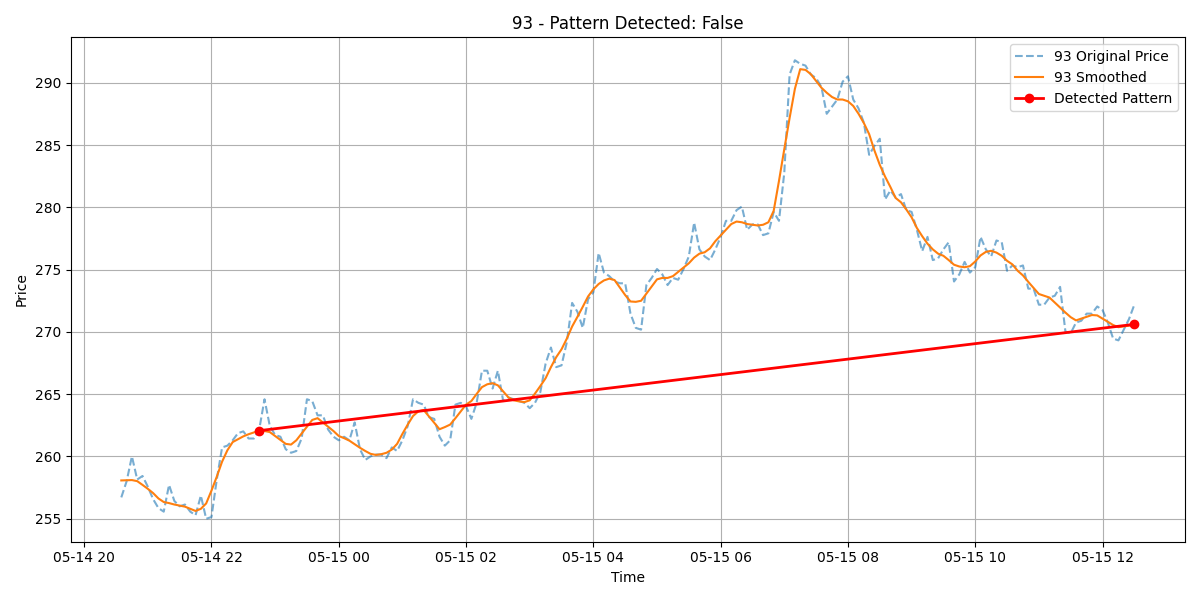 93 - Pattern Detected: False
93 Original Price
93 Smoothed
Detected Pattern
Price
290
285
280
275
270
265
260
255
05-14 20
05-14 22
05-15 00
05-15 02
05-15 04
05-15 06
05-15 08
05-15 10
05-15 12
Time